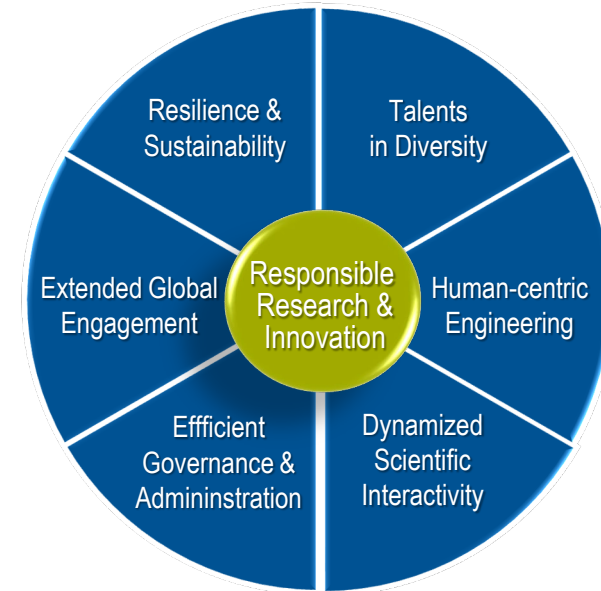 Resilience &
Sustainability
Talents
in Diversity
Extended Global
Engagement
Responsible
Research &
Innovation
Human-centric
Engineering
Effficient
Governance &
Admininstration
Dynamized
Scientific
Interactivity